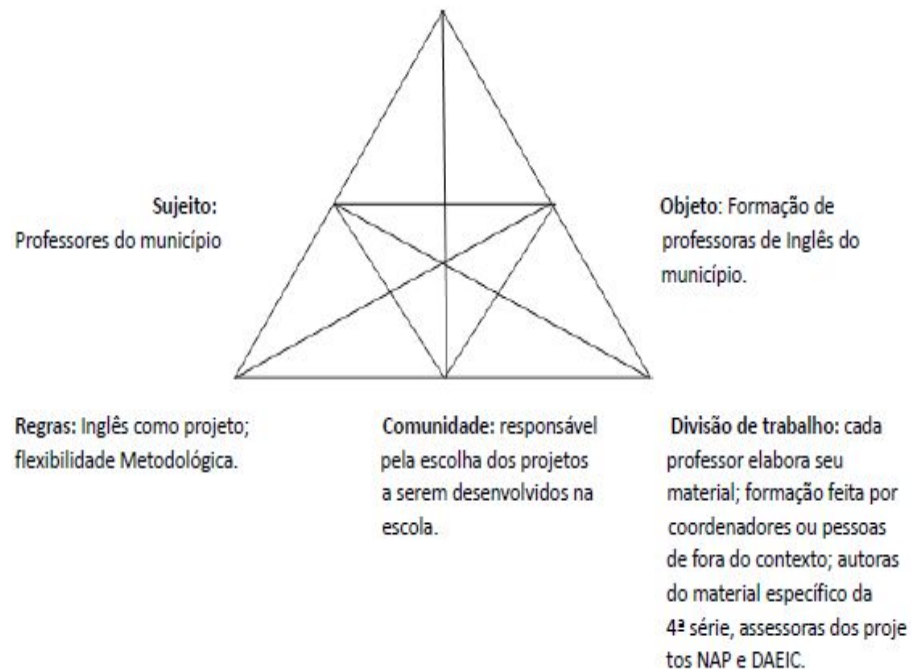 Sujeito:
Professores do município
Objeto: Formação de
professoras de Inglês do
município.
Regras: Inglês como projeto;
flexibilidade Metodológica.
Comunidade: responsável
pela escolha dos projetos
a serem desenvolvidos na
escola.
Divisão de trabalho: cada
professor elabora seu
material; formação feita por
coordenadores ou pessoas
de fora do contexto; autoras
do material específico da
4ª série, assessoras dos proje
tos NAP e DAEIC.